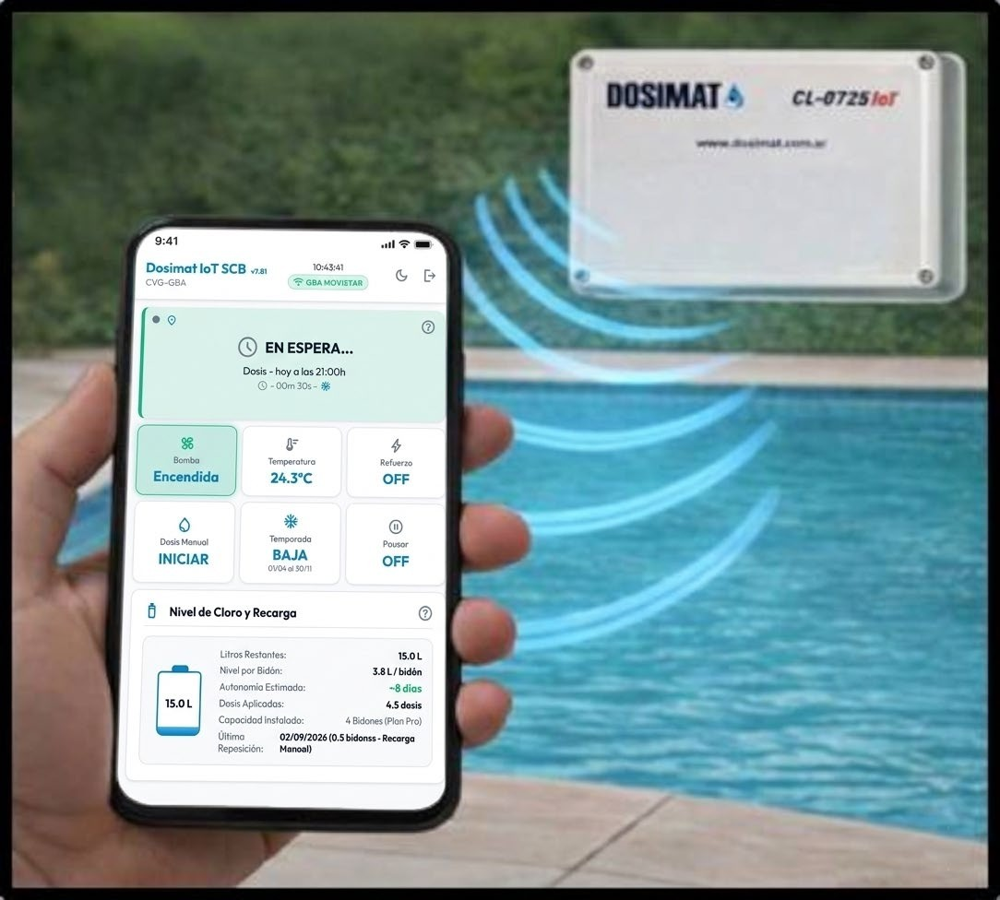 DOSIMAT
CL-0725 IoT
www.dosimat.com.ar
9:41
Dosimat IoT SCB v7.81
CVG-GBA
10:43:41
GBA MOVIETAR
EN ESPERA...
Dosis - hoy a las 21:00h
- 00m 30s -
Bomba
Encendida
Temperatura
24.3°C
Refuerzo
OFF
Dosis Manual
INICIAR
Temporada
BAJA
01/04 al 30/11
Pousar
OFF
Nivel de Cloro y Recarga
Litros Restantes: 15.0 L
Nivel por Bidón: 3.8 L / bidón
Autonomía Estimada: ~8 días
Dosis Aplicadas: 4.5 dosis
Capacidad Instalado: 4 Bidones (Plan Pro)
Última Reposición: 02/09/2026 (0.5 bidonss - Recarga Manoal)
15.0 L